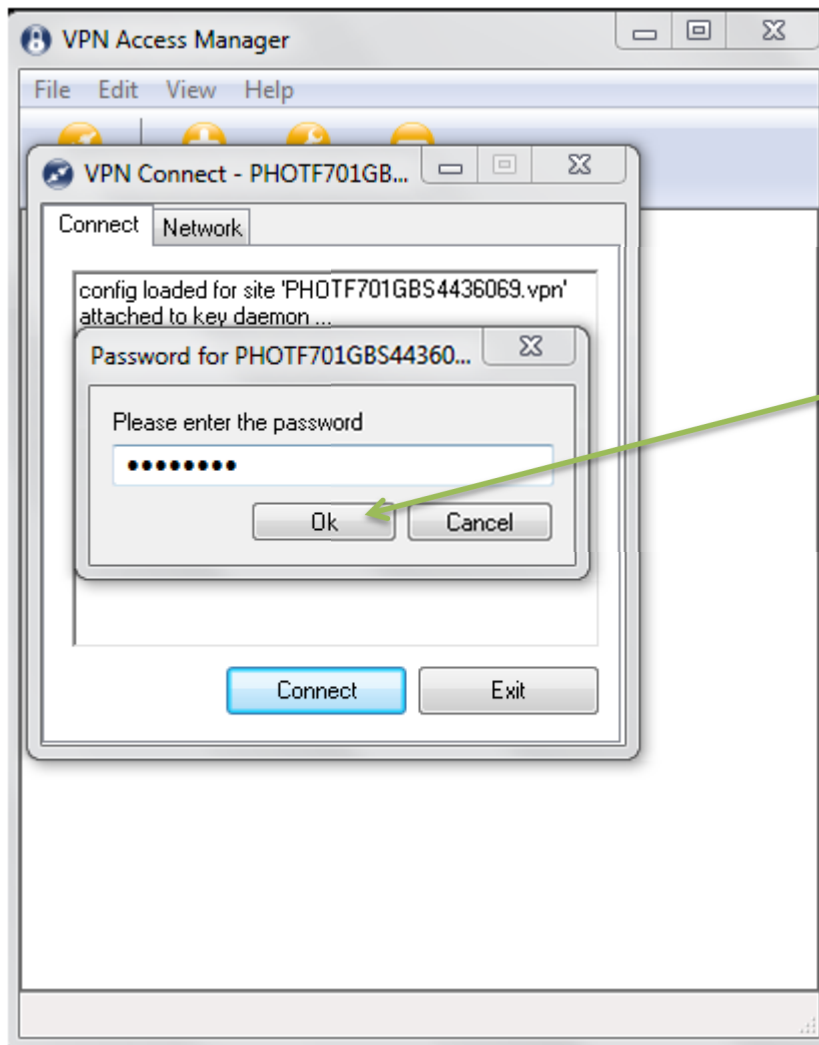 VPN Access Manager
File Edit View Help
VPN Connect - PHOTF701GB...
Connect Network
config loaded for site 'PHOTF701GBS4436069.vpn'
attached to key daemon ...
Password for PHOTF701GBS44360...
Please enter the password
••••••••
Ok Cancel
Connect Exit